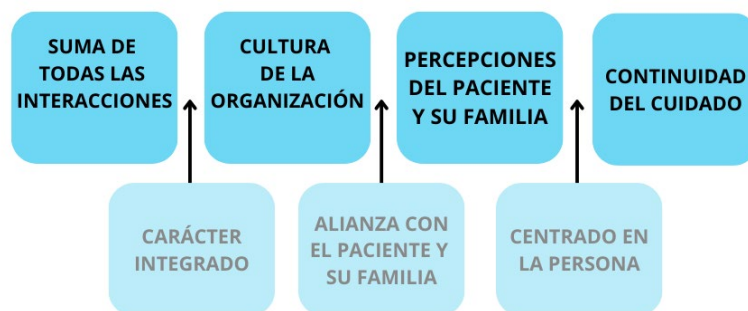 SUMA DE
TODAS LAS
INTERACCIONES
CULTURA
DE LA
ORGANIZACIÓN
PERCEPCIONES
DEL PACIENTE
Y SU FAMILIA
CONTINUIDAD
DEL CUIDADO
CARÁCTER
INTEGRADO
ALIANZA CON
EL PACIENTE Y
SU FAMILIA
CENTRADO EN
LA PERSONA